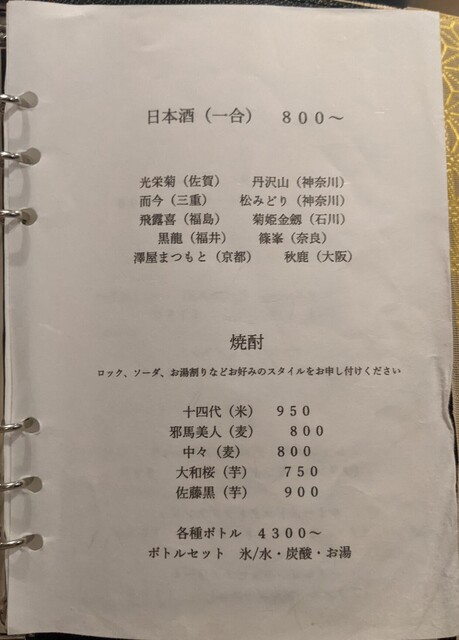 日本酒（一合）　８００～
光栄菊（佐賀）　丹沢山（神奈川）
而今（三重）　松みどり（神奈川）
飛露喜（福島）　菊姫金劔（石川）
黒龍（福井）　篠峯（奈良）
澤屋まつもと（京都）　秋鹿（大阪）
焼酎
ロック、ソーダ、お湯割りなどお好みのスタイルをお申し付けください
十四代（米）　９５０
邪馬美人（麦）　８００
中々（麦）　８００
大和桜（芋）　７５０
佐藤黒（芋）　９００
各種ボトル　４３００～
ボトルセット　氷/水・炭酸・お湯